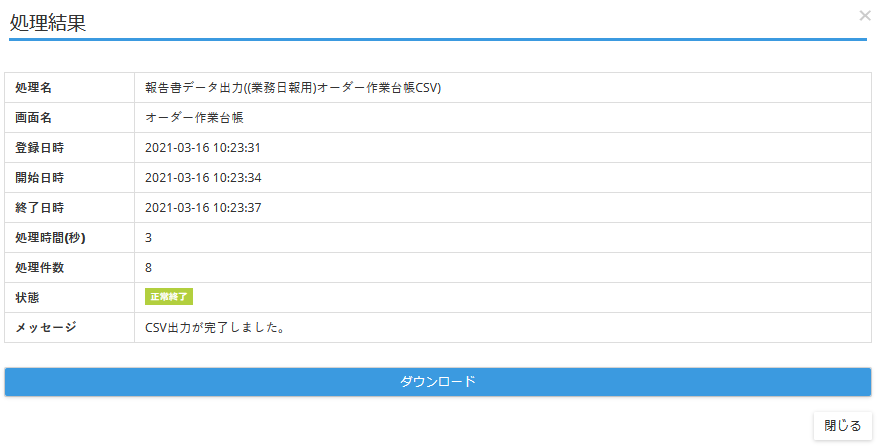 処理結果
×
処理名 報告書データ出力((業務日報用)オーダー作業台帳CSV)
画面名 オーダー作業台帳
登録日時 2021-03-16 10:23:31
開始日時 2021-03-16 10:23:34
終了日時 2021-03-16 10:23:37
処理時間(秒) 3
処理件数 8
状態 正常終了
メッセージ CSV出力が完了しました。
ダウンロード
閉じる